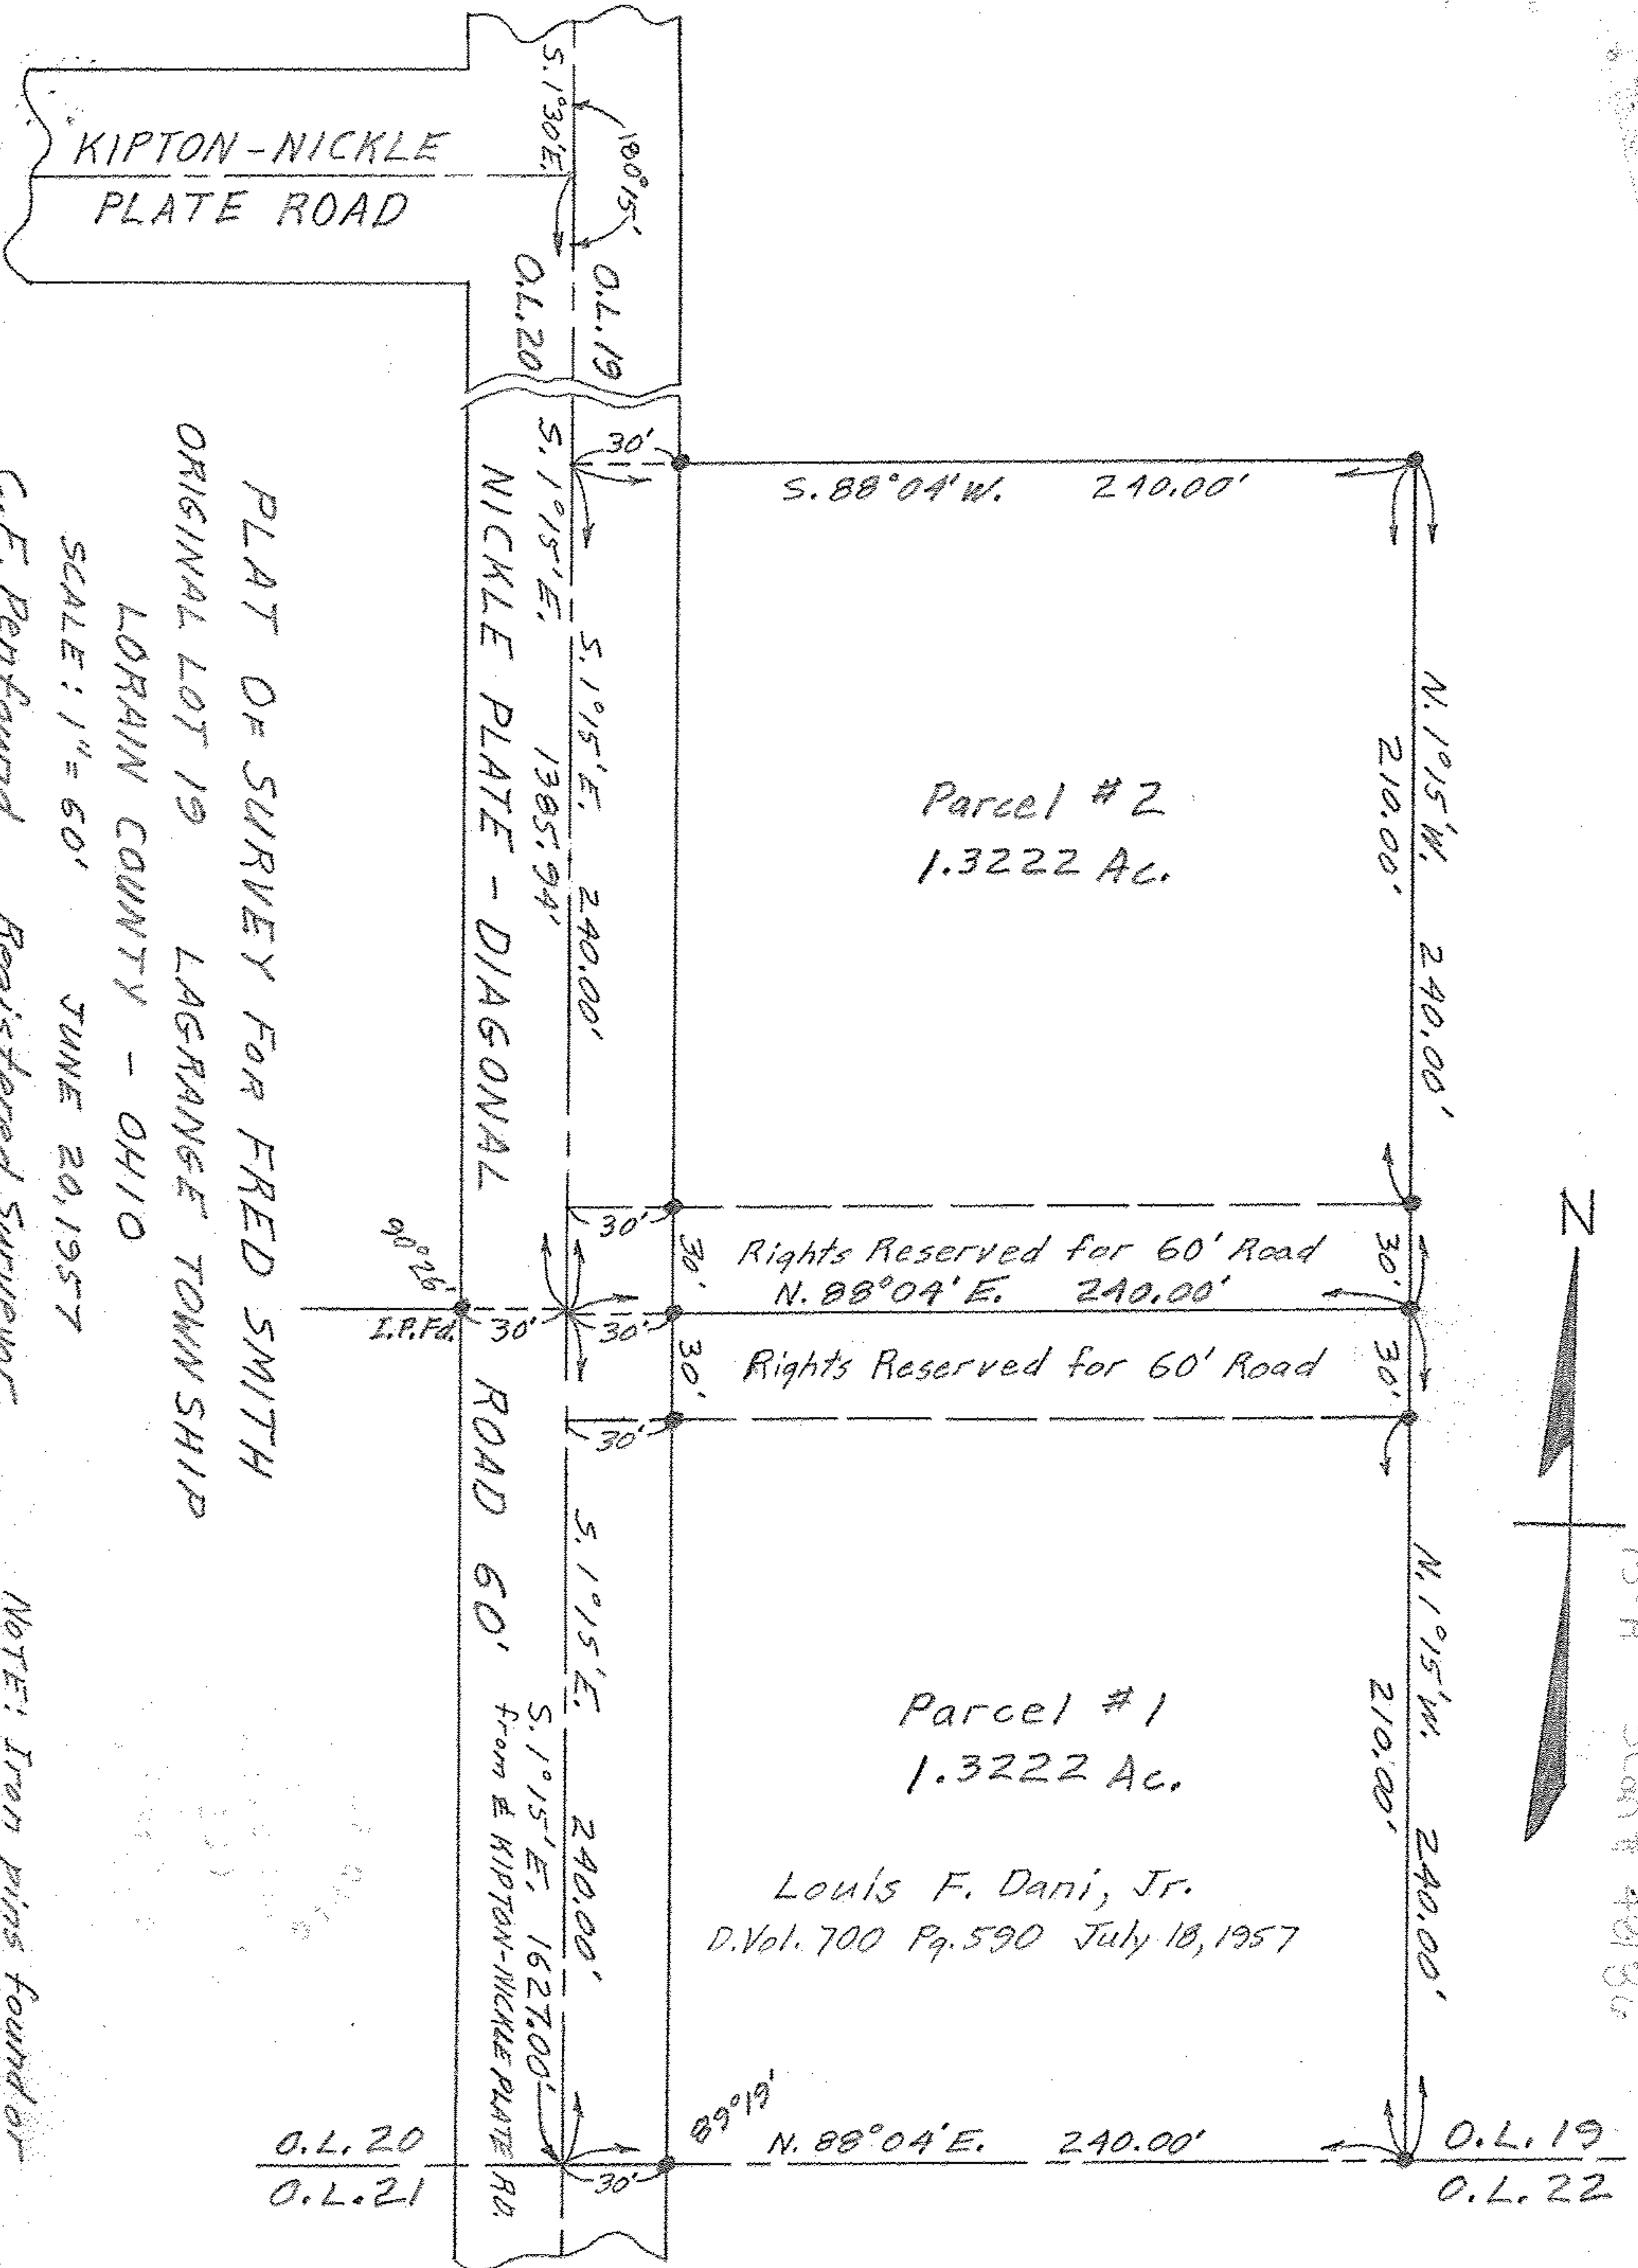 KIPTON-NICKLE
PLATE ROAD
S. 1°30'E.
180°15'
O.L. 19
O.L. 20
30'
S. 88°04' W. 240.00'
S. 1°15' E. 1385.94'
S. 1°15' E. 240.00'
NICKLE PLATE - DIAGONAL ROAD 60'
N. 1°15' W. 240.00'
210.00'
Parcel #2
1.3222 Ac.
30'
30'
Rights Reserved for 60' Road
30'
N. 88°04' E. 240.00'
90°29'
I.P.Fd.
30'
30'
30'
Rights Reserved for 60' Road
30'
30'
N
S. 1°15' E. 240.00'
S. 1°15' E. 1627.00'
from ⅊ KIPTON-NICKLE PLATE RD.
N. 1°15' W. 240.00'
210.00'
Parcel #1
1.3222 Ac.
Louis F. Dani, Jr.
D.Vol. 700 Pg. 590 July 18, 1957
89°19'
N. 88°04' E. 240.00'
30'
O.L. 20
O.L. 21
O.L. 19
O.L. 22
PLAT OF SURVEY FOR FRED SMITH
ORIGINAL LOT 19 LAGRANGE TOWNSHIP
LORAIN COUNTY - OHIO
SCALE: 1"= 60' JUNE 20, 1957
G.F. Penfound Registered Surveyor
NOTE: Iron pins found or